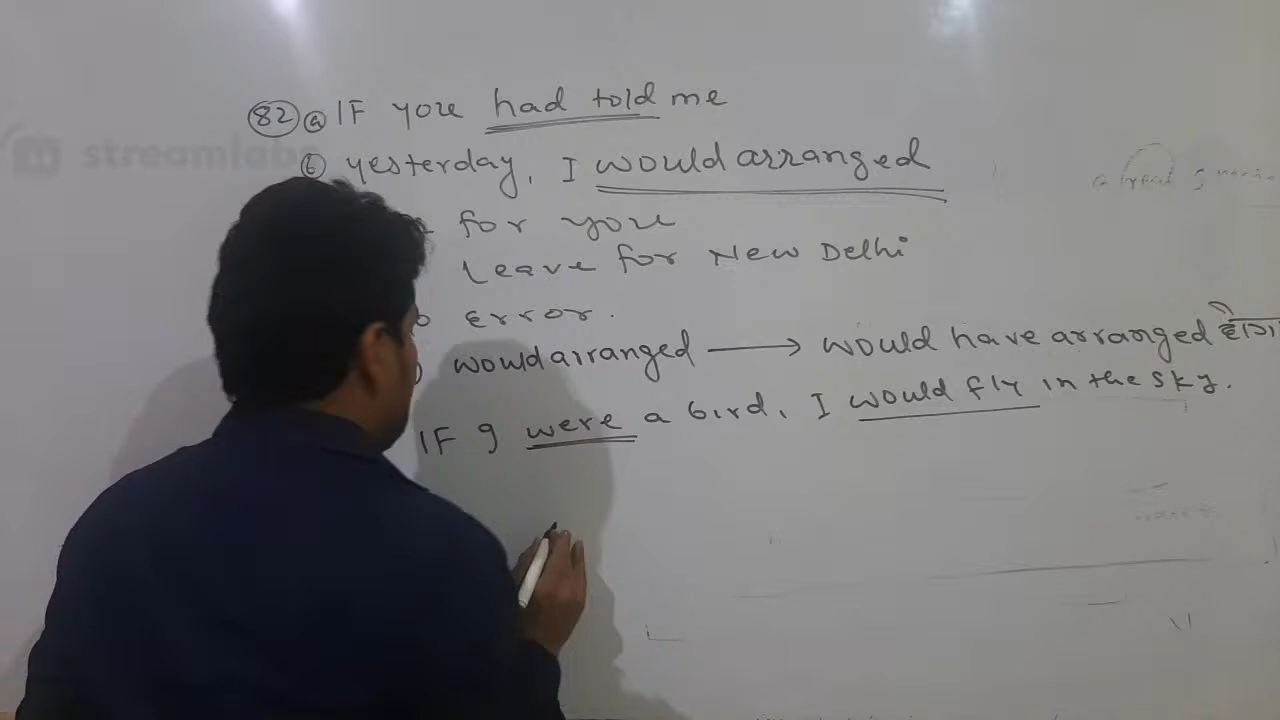 streamlabs
82 a IF you had told me
b yesterday, I would arranged
for you
Leave for New Delhi
error.
would arranged → would have arranged होगा
IF I were a bird, I would fly in the sky.